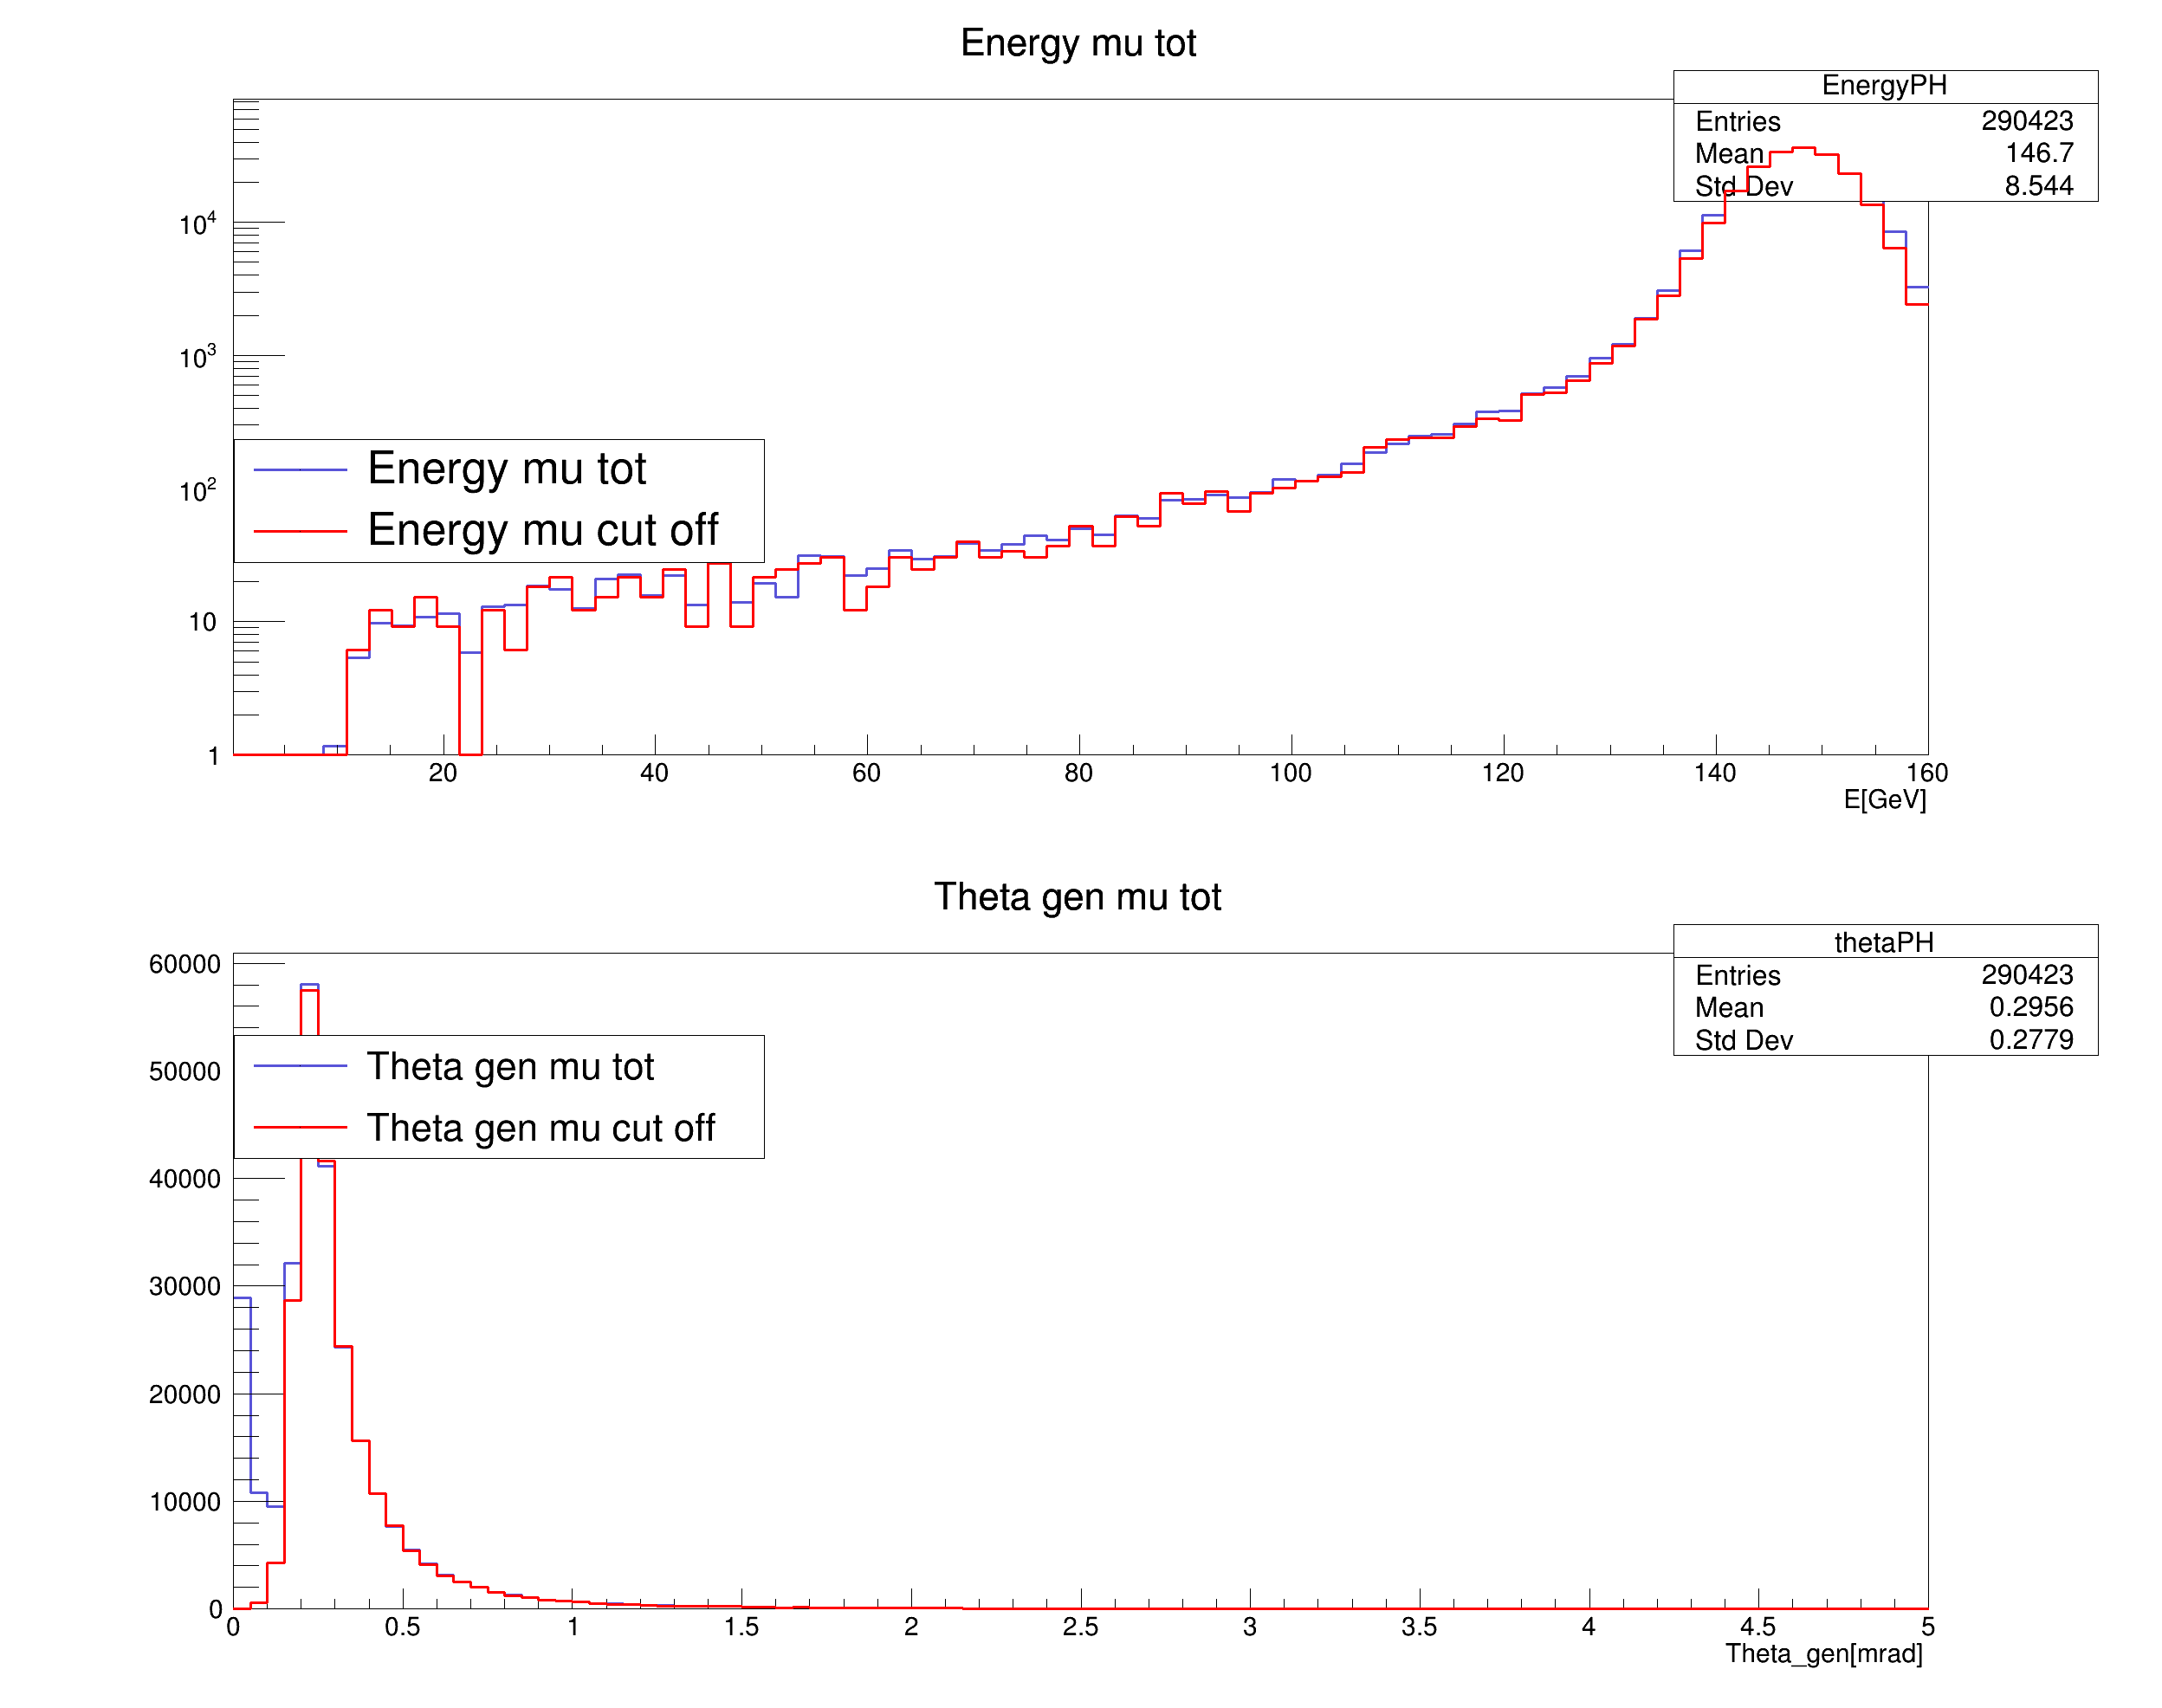 Energy mu tot
EnergyPH
Entries 290423
Mean 146.7
Std Dev 8.544
10^4
10^3
10^2
10
1
Energy mu tot
Energy mu cut off
20 40 60 80 100 120 140 160
E[GeV]
Theta gen mu tot
thetaPH
Entries 290423
Mean 0.2956
Std Dev 0.2779
60000
50000
40000
30000
20000
10000
0
Theta gen mu tot
Theta gen mu cut off
0 0.5 1 1.5 2 2.5 3 3.5 4 4.5 5
Theta_gen[mrad]